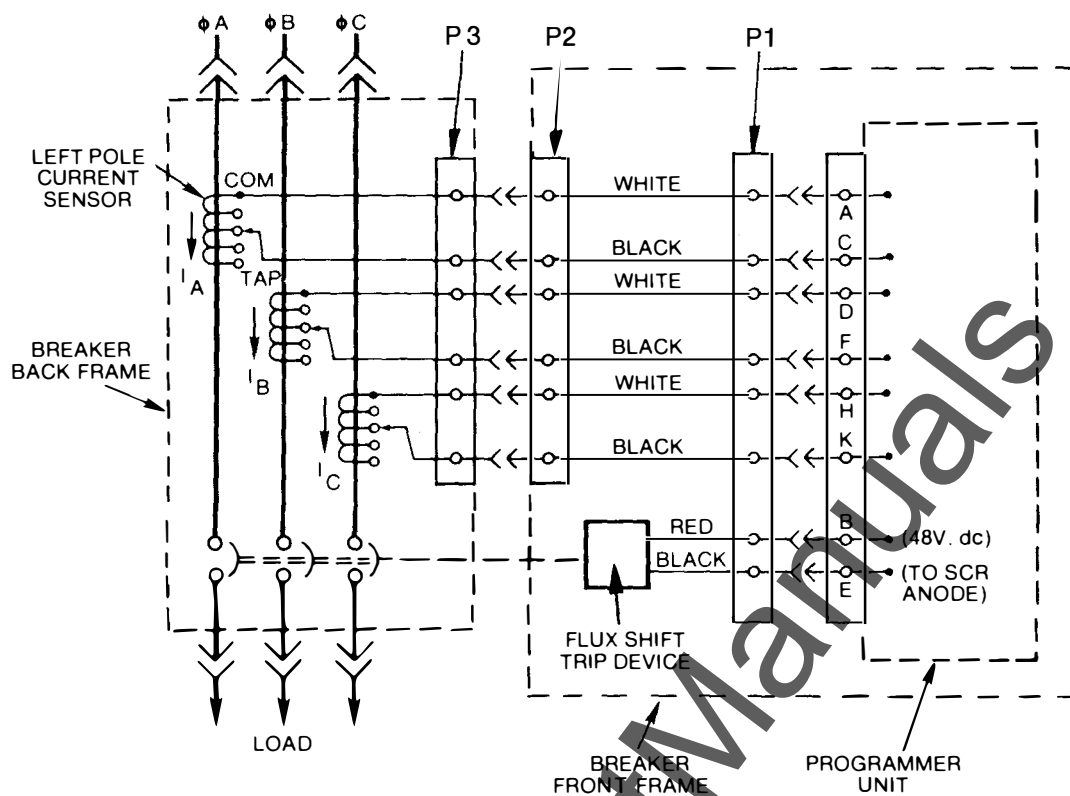 ϕA ϕB ϕC
P3 P2 P1
LEFT POLE
CURRENT
SENSOR
COM
TAP
I A
I B
I C
BREAKER
BACK FRAME
WHITE
BLACK
WHITE
BLACK
WHITE
BLACK
RED
BLACK
A
C
D
F
H
K
B
E
(48V. dc)
(TO SCR
ANODE)
FLUX SHIFT
TRIP DEVICE
LOAD
BREAKER
FRONT FRAME
PROGRAMMER
UNIT
tManuals